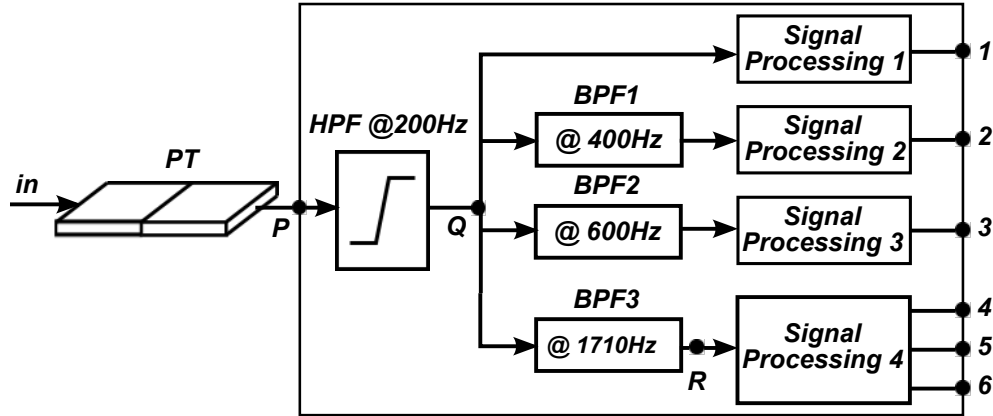 Signal
Processing 1
1
BPF1
HPF @200Hz
@ 400Hz
Signal
Processing 2
2
PT
in
BPF2
P
Q
@ 600Hz
Signal
Processing 3
3
BPF3
@ 1710Hz
R
Signal
Processing 4
4
5
6